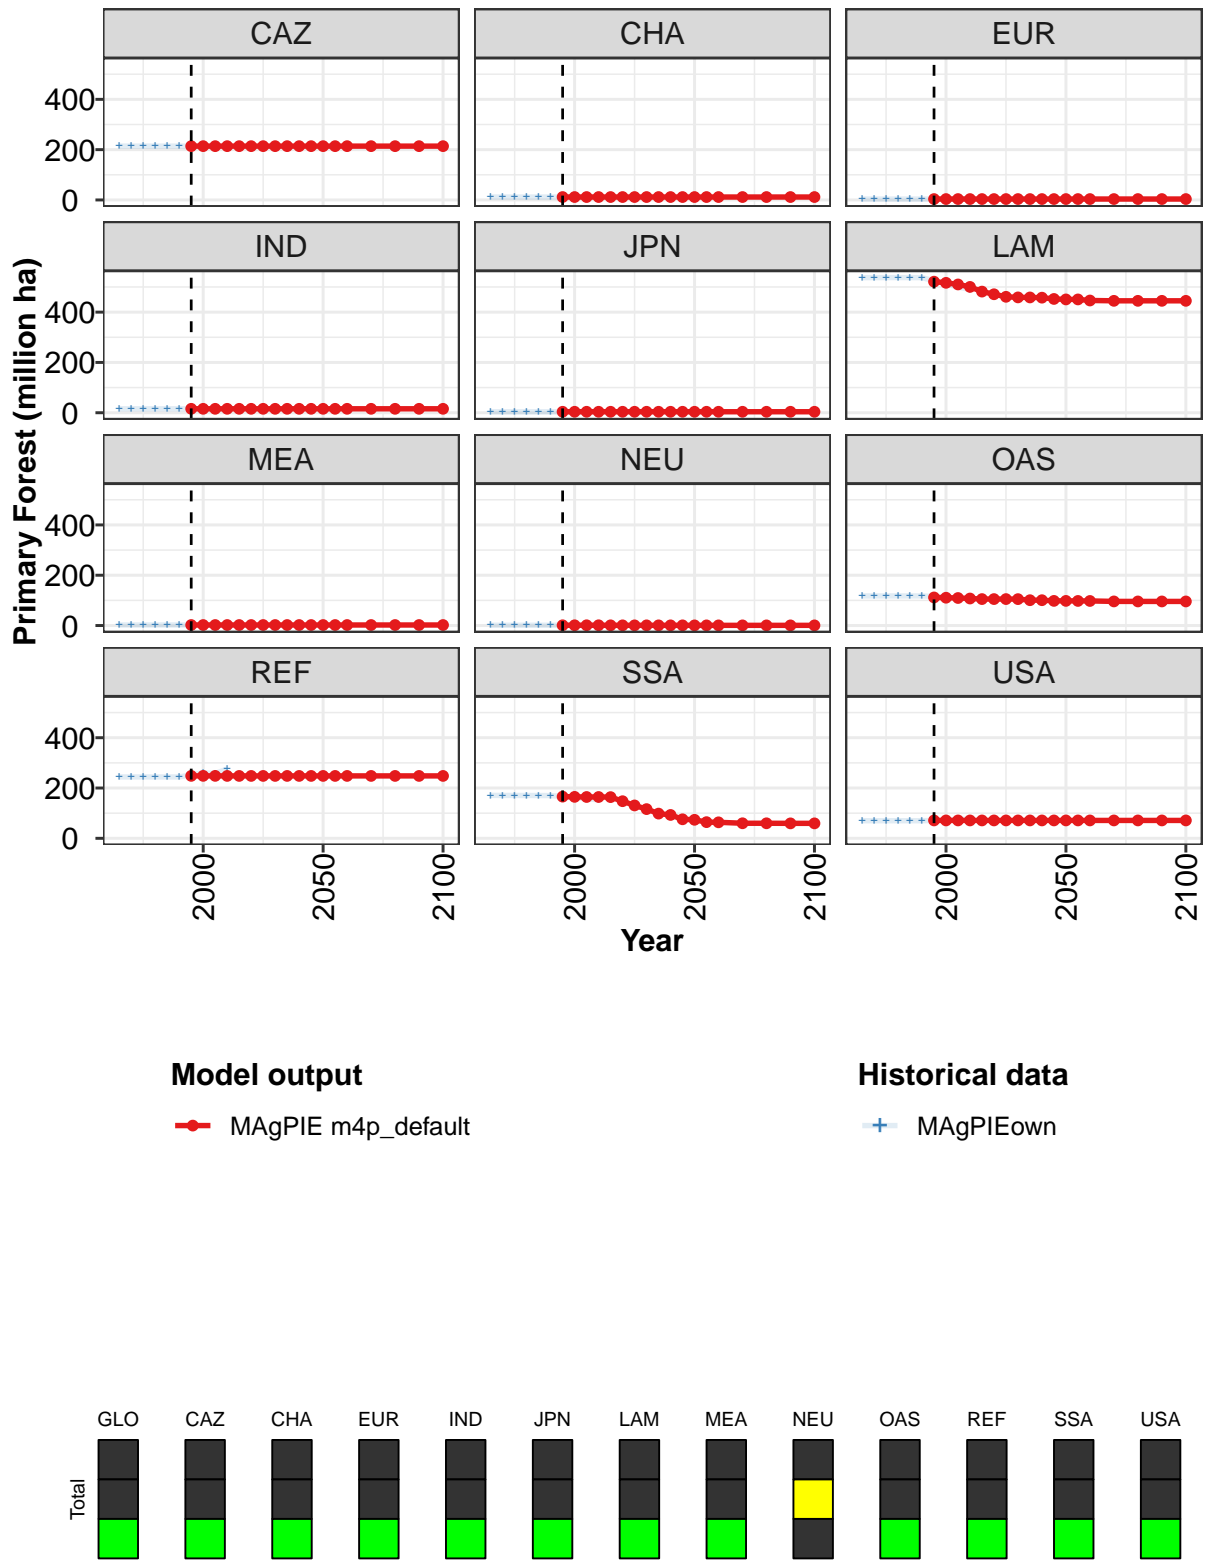 CAZ CHA EUR
400
200
0
IND JPN LAM
400
200
0
MEA NEU OAS
400
200
0
REF SSA USA
400
200
0
Primary Forest (million ha)
2000 2050 2100 2000 2050 2100 2000 2050 2100
Year
Model output Historical data
MAgPIE m4p_default MAgPIEown
GLO CAZ CHA EUR IND JPN LAM MEA NEU OAS REF SSA USA
Total